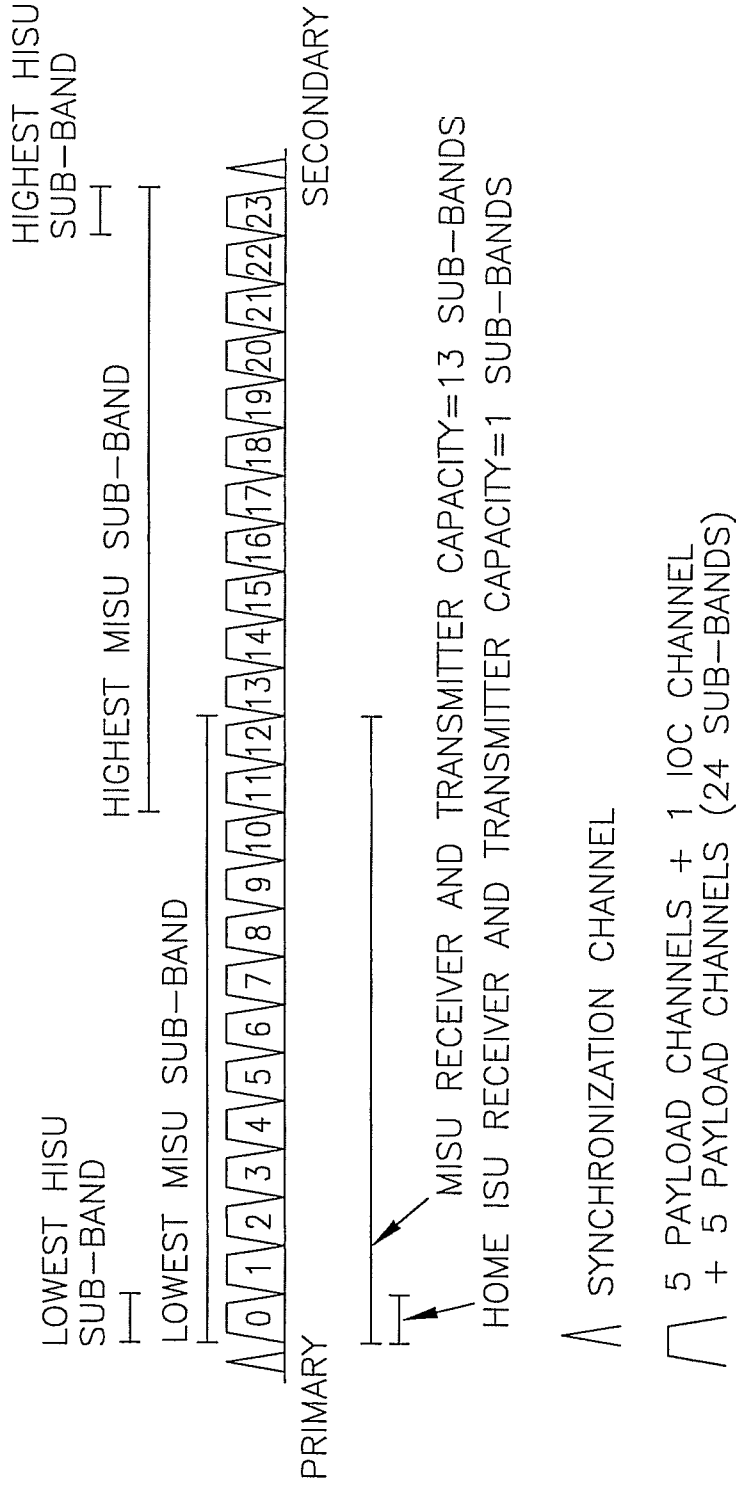 HIGHEST HISU
SUB-BAND
HIGHEST MISU SUB-BAND
LOWEST HISU
SUB-BAND
LOWEST MISU SUB-BAND
0 1 2 3 4 5 6 7 8 9 10 11 12 13 14 15 16 17 18 19 20 21 22 23
PRIMARY
SECONDARY
MISU RECEIVER AND TRANSMITTER CAPACITY=13 SUB-BANDS
HOME ISU RECEIVER AND TRANSMITTER CAPACITY=1 SUB-BANDS
SYNCHRONIZATION CHANNEL
5 PAYLOAD CHANNELS + 1 IOC CHANNEL
+ 5 PAYLOAD CHANNELS (24 SUB-BANDS)